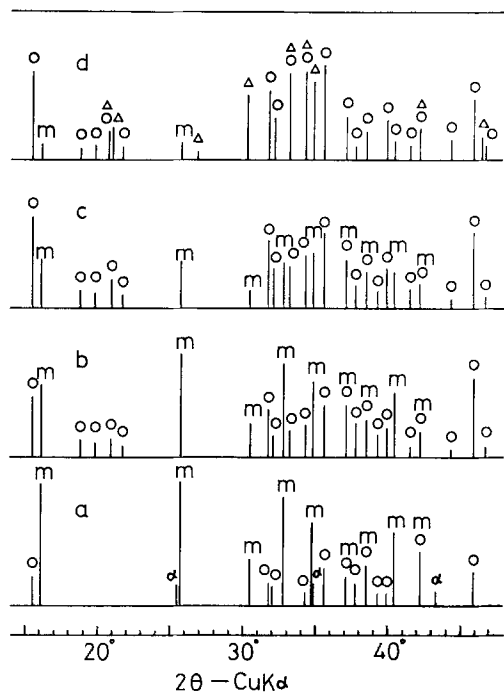 d
m m △
c
m m m m m m m m m
b
m m m m m m m m m
a
m m m m m m m m m
α α α
20° 30° 40°
2θ — CuKα